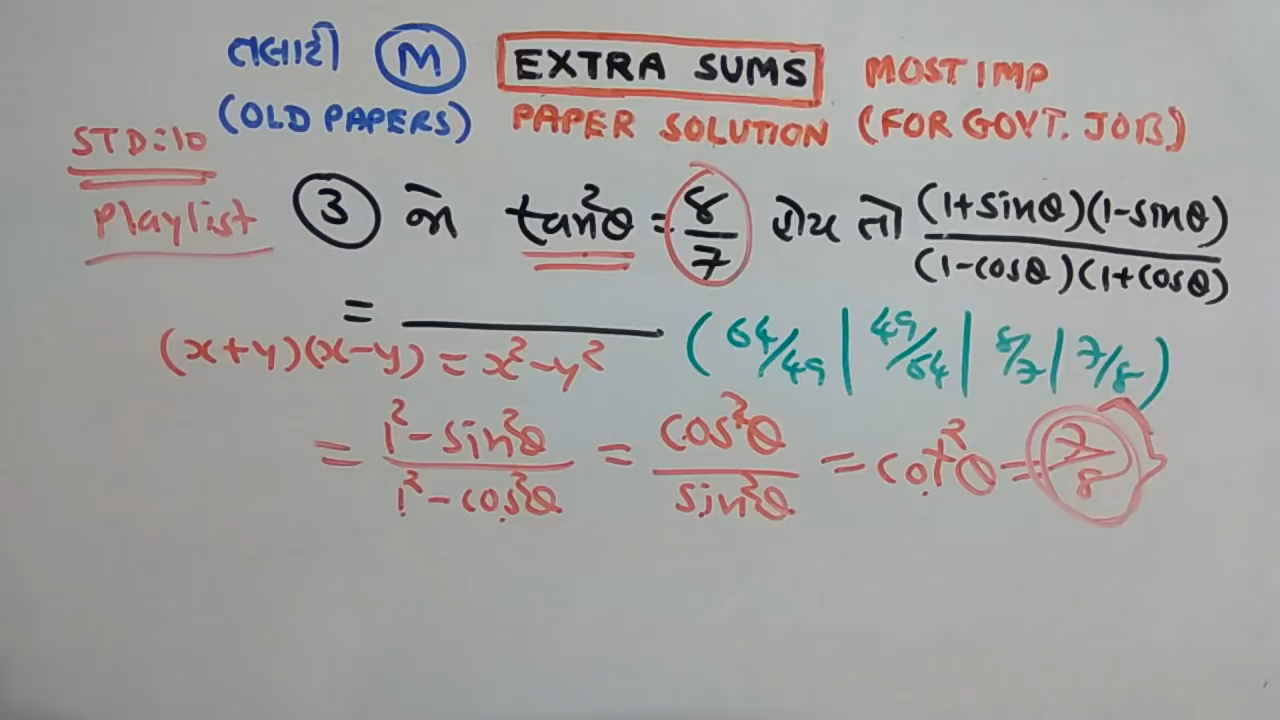 તલાટી M EXTRA SUMS MOST IMP
(OLD PAPERS) PAPER SOLUTION (FOR GOVT. JOB)
STD:10
Playlist
3 જો tan²θ = 8/7 હોય તો (1+sinθ)(1-sinθ)/(1-cosθ)(1+cosθ)
= ________ (64/49 | 49/64 | 8/7 | 7/8)
(x+y)(x-y) = x²-y²
= 1²-sin²θ/1²-cos²θ = cos²θ/sin²θ = cot²θ = 7/8